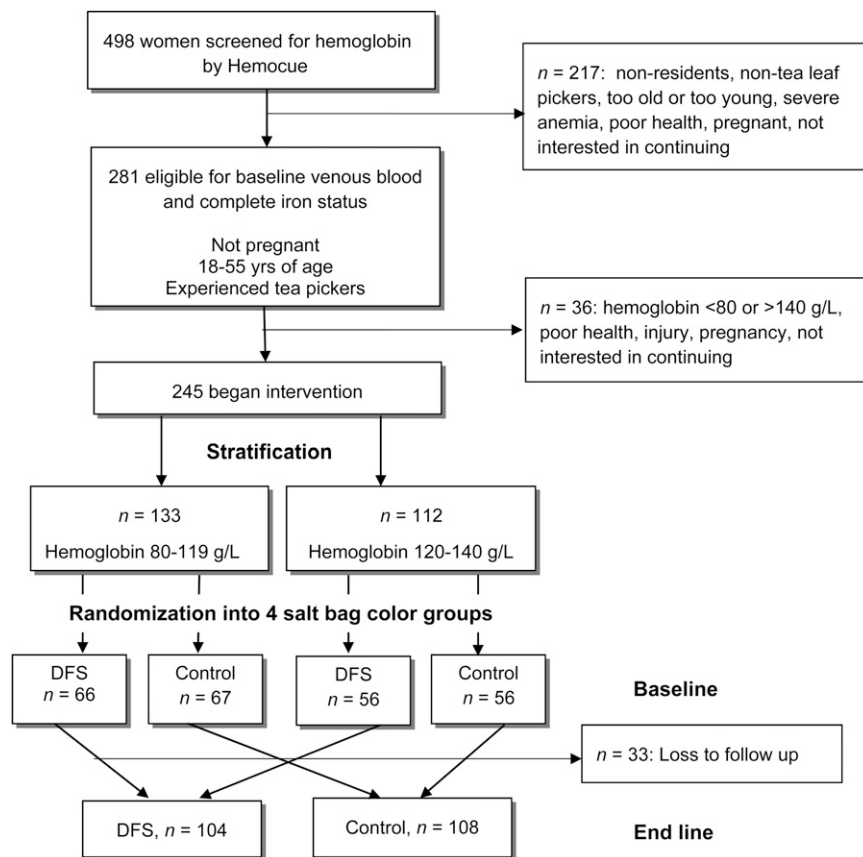 498 women screened for hemoglobin
by Hemocue
n = 217: non-residents, non-tea leaf
pickers, too old or too young, severe
anemia, poor health, pregnant, not
interested in continuing
281 eligible for baseline venous blood
and complete iron status
Not pregnant
18-55 yrs of age
Experienced tea pickers
n = 36: hemoglobin <80 or >140 g/L,
poor health, injury, pregnancy, not
interested in continuing
245 began intervention
Stratification
n = 133
Hemoglobin 80-119 g/L
n = 112
Hemoglobin 120-140 g/L
Randomization into 4 salt bag color groups
DFS
n = 66
Control
n = 67
DFS
n = 56
Control
n = 56
Baseline
n = 33: Loss to follow up
DFS, n = 104
Control, n = 108
End line